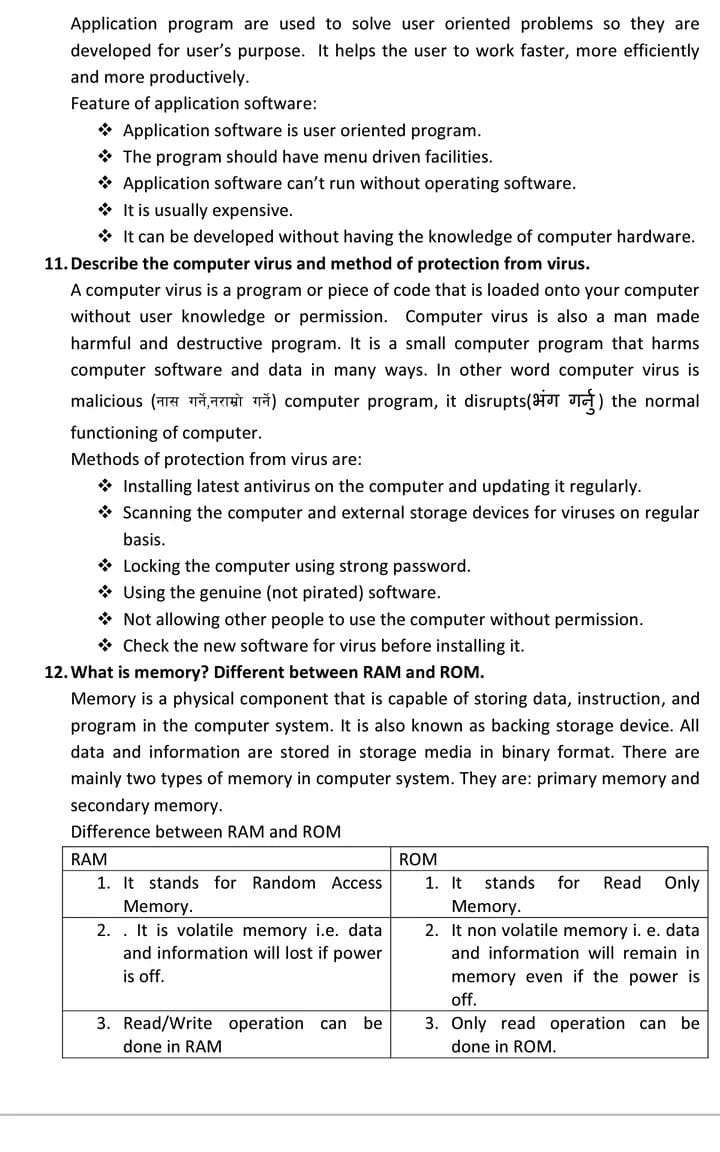 Application program are used to solve user oriented problems so they are
developed for user's purpose. It helps the user to work faster, more efficiently
and more productively.
Feature of application software:
❖ Application software is user oriented program.
❖ The program should have menu driven facilities.
❖ Application software can't run without operating software.
❖ It is usually expensive.
❖ It can be developed without having the knowledge of computer hardware.
11. Describe the computer virus and method of protection from virus.
A computer virus is a program or piece of code that is loaded onto your computer
without user knowledge or permission. Computer virus is also a man made
harmful and destructive program. It is a small computer program that harms
computer software and data in many ways. In other word computer virus is
malicious (नास गर्ने,नराम्रो गर्ने) computer program, it disrupts(भंग गर्नु) the normal
functioning of computer.
Methods of protection from virus are:
❖ Installing latest antivirus on the computer and updating it regularly.
❖ Scanning the computer and external storage devices for viruses on regular
basis.
❖ Locking the computer using strong password.
❖ Using the genuine (not pirated) software.
❖ Not allowing other people to use the computer without permission.
❖ Check the new software for virus before installing it.
12. What is memory? Different between RAM and ROM.
Memory is a physical component that is capable of storing data, instruction, and
program in the computer system. It is also known as backing storage device. All
data and information are stored in storage media in binary format. There are
mainly two types of memory in computer system. They are: primary memory and
secondary memory.
Difference between RAM and ROM
RAM
ROM
1. It stands for Random Access
Memory.
1. It stands for Read Only
Memory.
2. . It is volatile memory i.e. data
and information will lost if power
is off.
2. It non volatile memory i. e. data
and information will remain in
memory even if the power is
off.
3. Read/Write operation can be
done in RAM
3. Only read operation can be
done in ROM.